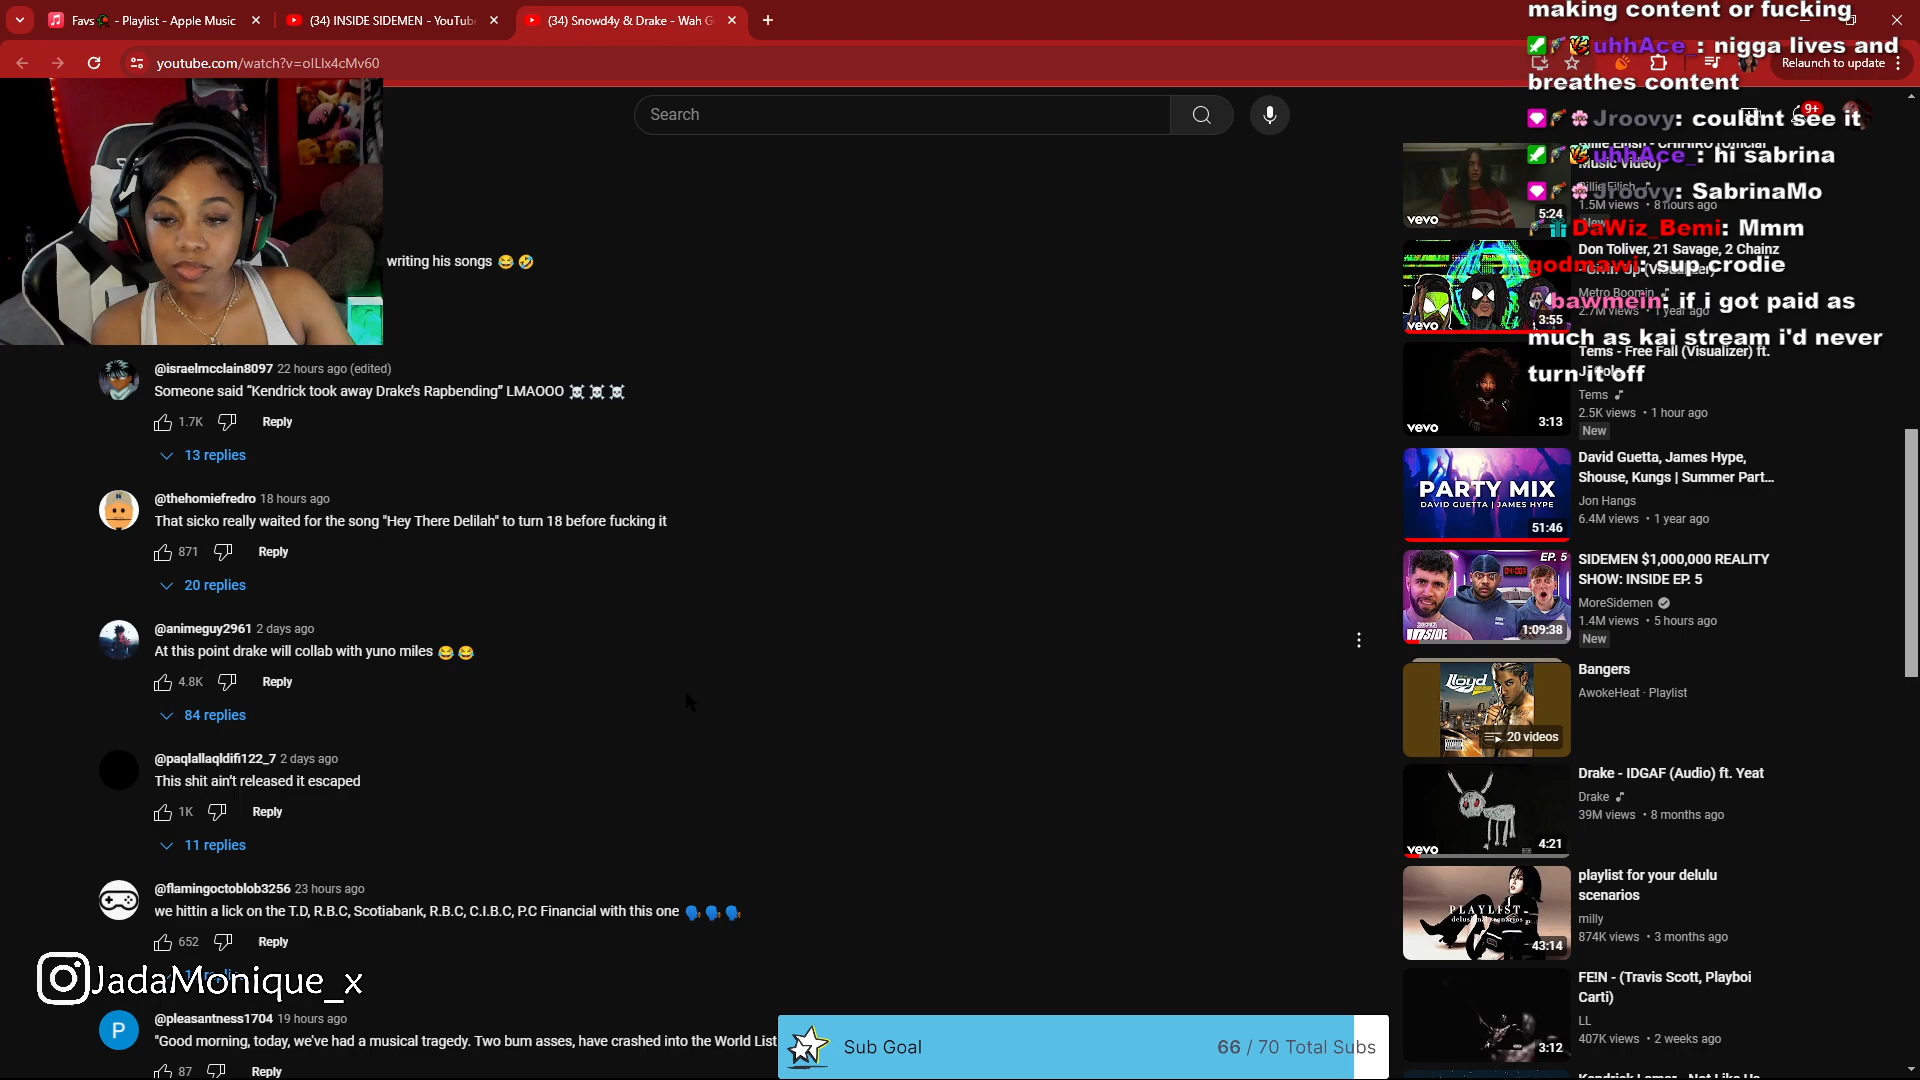 Favs🥀 - Playlist - Apple Music
(34) INSIDE SIDEMEN - YouTube
(34) Snowd4y & Drake - Wah G
youtube.com/watch?v=oILIx4cMv60
Relaunch to update
Search
9+
making content or fucking
uhhAce_: nigga lives and
breathes content
Jroovy: couldnt see it
uhhAce_: hi sabrina
Jroovy: SabrinaMo
DaWiz_Bemi: Mmm
godmawi: sup crodie
bawmein: if i got paid as
much as kai stream i'd never
turn it off
writing his songs 😂 🤣
@israelmcclain8097 22 hours ago (edited)
Someone said “Kendrick took away Drake’s Rapbending” LMAOOO ☠️ ☠️ ☠️
1.7K Reply
13 replies
@thehomiefredro 18 hours ago
That sicko really waited for the song "Hey There Delilah" to turn 18 before fucking it
871 Reply
20 replies
@animeguy2961 2 days ago
At this point drake will collab with yuno miles 😂 😂
4.8K Reply
84 replies
@paqlallaqldifi122_7 2 days ago
This shit ain’t released it escaped
1K Reply
11 replies
@flamingoctoblob3256 23 hours ago
we hittin a lick on the T.D, R.B.C, Scotiabank, R.B.C, C.I.B.C, P.C Financial with this one 🗣️ 🗣️ 🗣️
652 Reply
JadaMonique_x
P
@pleasantness1704 19 hours ago
"Good morning, today, we've had a musical tragedy. Two bum asses, have crashed into the World List
87 Reply
Sub Goal
66 / 70 Total Subs
Music Video)
Billie Eilish
1.5M views • 8 hours ago
New
vevo
5:24
Don Toliver, 21 Savage, 2 Chainz
Metro Boomin
2.7M views • 1 year ago
vevo
3:55
Tems - Free Fall (Visualizer) ft.
J. Cole
Tems
2.5K views • 1 hour ago
New
vevo
3:13
David Guetta, James Hype,
Shouse, Kungs | Summer Part...
Jon Hangs
6.4M views • 1 year ago
PARTY MIX
DAVID GUETTA | JAMES HYPE
51:46
SIDEMEN $1,000,000 REALITY
SHOW: INSIDE EP. 5
MoreSidemen
1.4M views • 5 hours ago
New
EP. 5
INSIDE
1:09:38
Bangers
AwokeHeat · Playlist
Lloyd
20 videos
Drake - IDGAF (Audio) ft. Yeat
Drake
39M views • 8 months ago
vevo
4:21
playlist for your delulu
scenarios
milly
874K views • 3 months ago
PLAYLIST
delusional scenarios
43:14
FE!N - (Travis Scott, Playboi
Carti)
LL
407K views • 2 weeks ago
3:12